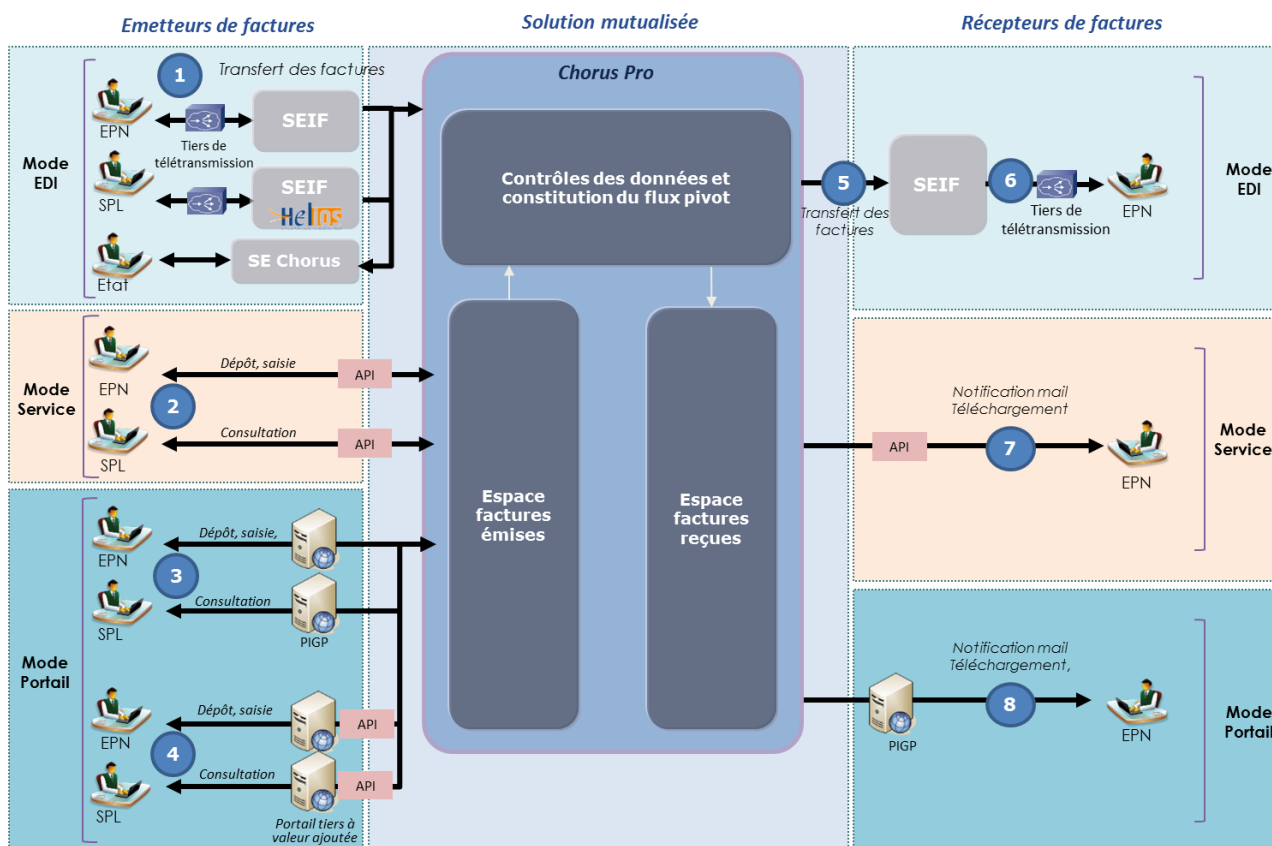 Emetteurs de factures
Solution mutualisée
Récepteurs de factures
Mode
EDI
1
Transfert des factures
EPN
Tiers de
télétransmission
SEIF
SPL
SEIF
Helios
Etat
SE Chorus
Mode
Service
EPN
Dépôt, saisie
API
2
SPL
Consultation
API
Mode
Portail
EPN
Dépôt, saisie,
3
SPL
Consultation
PIGP
EPN
Dépôt, saisie
API
4
SPL
Consultation
API
Portail tiers à
valeur ajoutée
Chorus Pro
Contrôles des données et
constitution du flux pivot
Espace
factures
émises
Espace
factures
reçues
5
Transfert des
factures
SEIF
6
Tiers de
télétransmission
EPN
Mode
EDI
Notification mail
Téléchargement
API
7
EPN
Mode
Service
Notification mail
Téléchargement,
PIGP
8
EPN
Mode
Portail